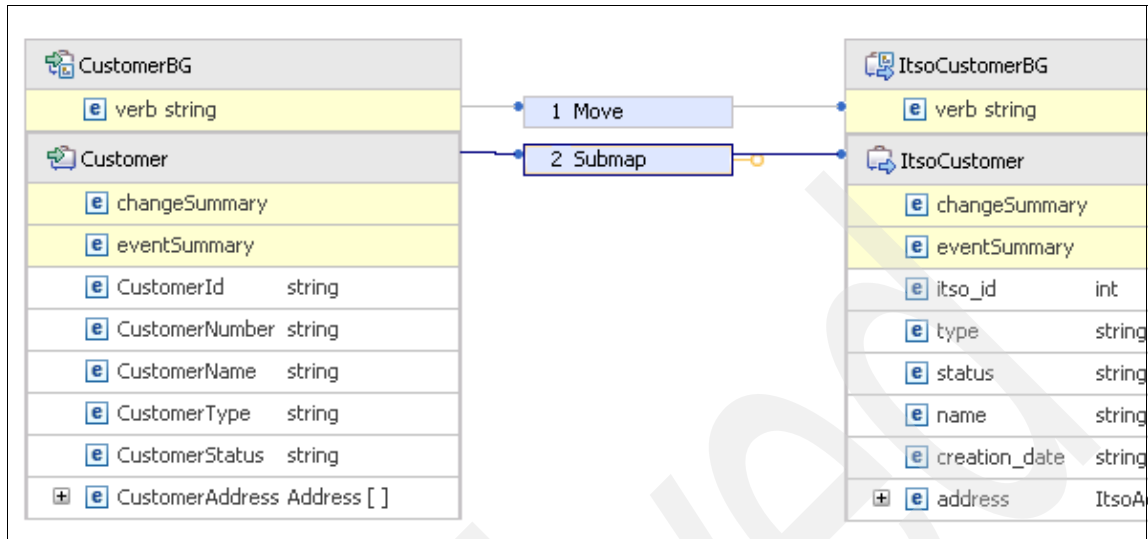 CustomerBG
verb string
Customer
changeSummary
eventSummary
CustomerId string
CustomerNumber string
CustomerName string
CustomerType string
CustomerStatus string
CustomerAddress Address [ ]
1 Move
2 Submap
ItsoCustomerBG
verb string
ItsoCustomer
changeSummary
eventSummary
itso_id int
type string
status string
name string
creation_date string
address